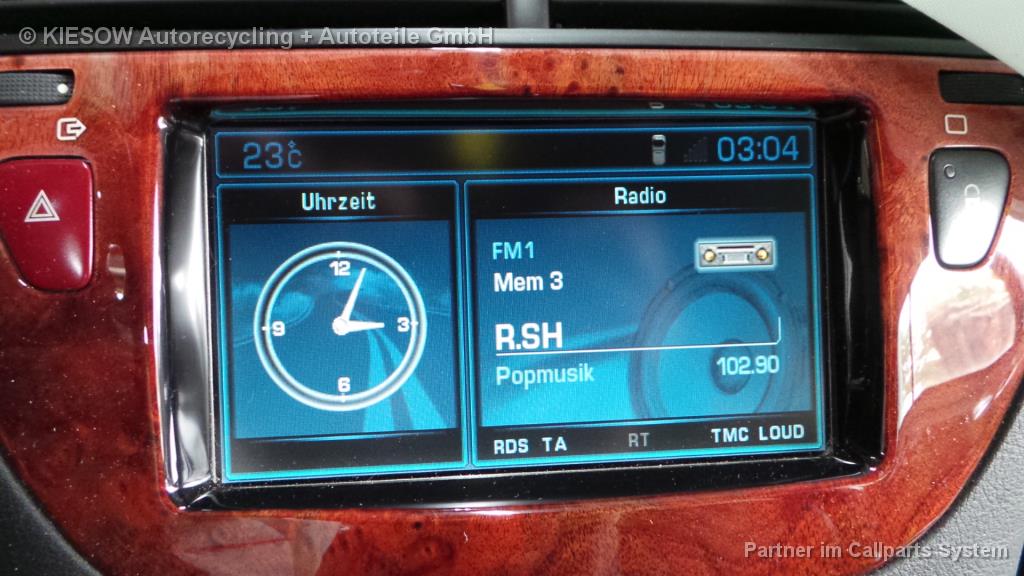 © KIESOW Autorecycling + Autoteile GmbH
23°C 03:04
Uhrzeit
12
3
6
9
Radio
FM1
Mem 3
R.SH
Popmusik 102.90
RDS TA RT TMC LOUD
Partner im Callparts System